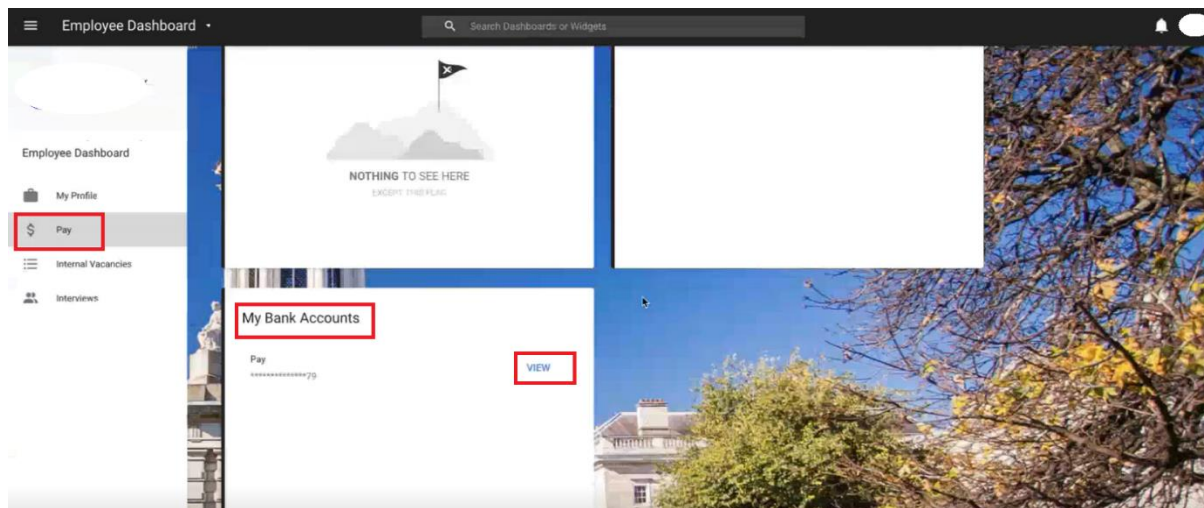 Employee Dashboard
Search Dashboards or Widgets
Employee Dashboard
My Profile
Pay
Internal Vacancies
Interviews
NOTHING TO SEE HERE
EXCEPT THIS FLAG
My Bank Accounts
Pay
**************79
VIEW